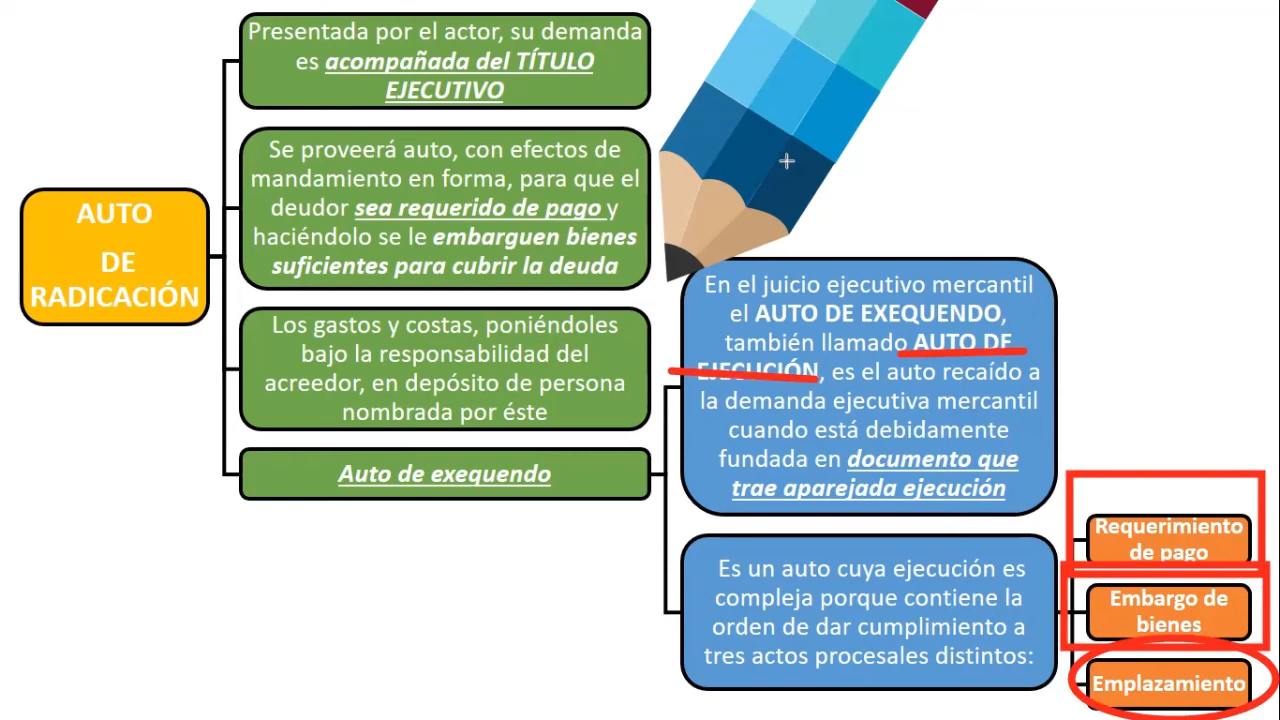 AUTO
DE
RADICACIÓN
Presentada por el actor, su demanda
es acompañada del TÍTULO
EJECUTIVO
Se proveerá auto, con efectos de
mandamiento en forma, para que el
deudor sea requerido de pago y
haciéndolo se le embarguen bienes
suficientes para cubrir la deuda
Los gastos y costas, poniéndoles
bajo la responsabilidad del
acreedor, en depósito de persona
nombrada por éste
Auto de exequendo
En el juicio ejecutivo mercantil
el AUTO DE EXEQUENDO,
también llamado AUTO DE
EJECUCIÓN, es el auto recaído a
la demanda ejecutiva mercantil
cuando está debidamente
fundada en documento que
trae aparejada ejecución
Es un auto cuya ejecución es
compleja porque contiene la
orden de dar cumplimiento a
tres actos procesales distintos:
Requerimiento
de pago
Embargo de
bienes
Emplazamiento